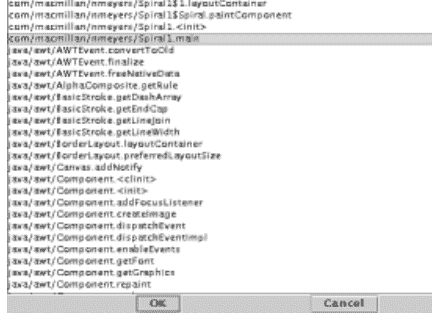 com/macmillan/nmeyers/Spiral1$1.layoutContainer
com/macmillan/nmeyers/Spiral1$Spiral.paintComponent
com/macmillan/nmeyers/Spiral1.<init>
com/macmillan/nmeyers/Spiral1.main
java/awt/AWTEvent.convertToOld
java/awt/AWTEvent.finalize
java/awt/AWTEvent.freeNativeData
java/awt/AlphaComposite.getRule
java/awt/BasicStroke.getDashArray
java/awt/BasicStroke.getEndCap
java/awt/BasicStroke.getLineJoin
java/awt/BasicStroke.getLineWidth
java/awt/BorderLayout.layoutContainer
java/awt/BorderLayout.preferredLayoutSize
java/awt/Canvas.addNotify
java/awt/Component.<clinit>
java/awt/Component.<init>
java/awt/Component.addFocusListener
java/awt/Component.createImage
java/awt/Component.dispatchEvent
java/awt/Component.dispatchEventImpl
java/awt/Component.enableEvents
java/awt/Component.getFont
java/awt/Component.getGraphics
java/awt/Component.repaint
OK Cancel